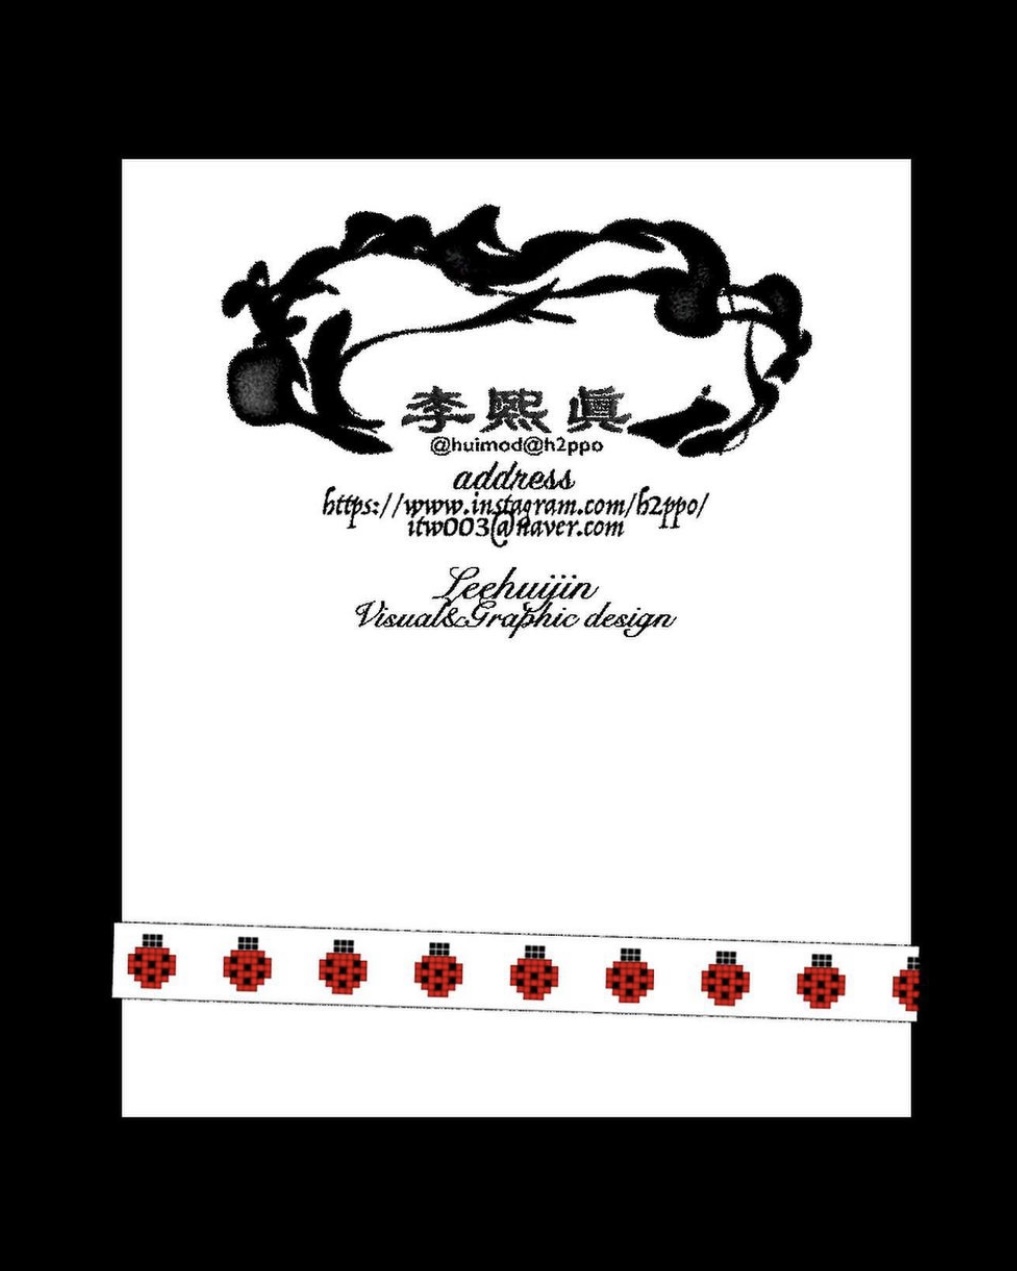 李熙眞
@huimod@h2ppo
address
https://www.instagram.com/h2ppo/
itw003@naver.com
Leehuijin
Visual&Graphic design